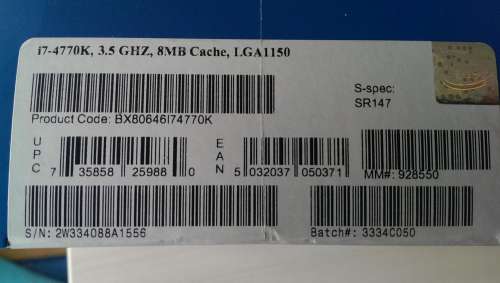 i7-4770K, 3.5 GHZ, 8MB Cache, LGA1150
S-spec:
SR147
Product Code: BX80646I74770K
UPC
7 35858 25988 0
EAN
5 032037 050371
MM#: 928550
S/N: 2W334088A1556
Batch#: 3334C050